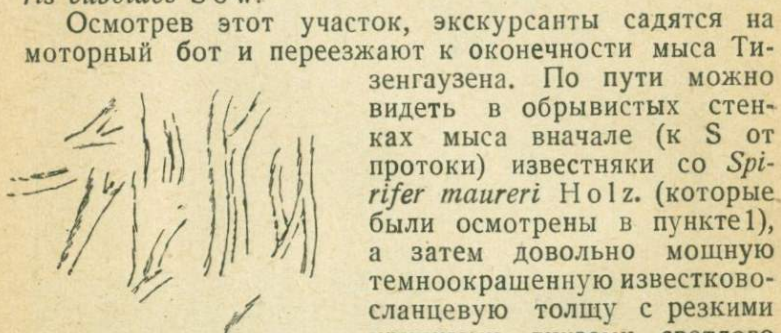 Осмотрев этот участок, экскурсанты садятся на
моторный бот и переезжают к оконечности мыса Ти-
зенгаузена. По пути можно
видеть в обрывистых стен-
ках мыса вначале (к S от
протоки) известняки со Spi-
rifer maureri Holz. (которые
были осмотрены в пункте 1),
а затем довольно мощную
темноокрашенную известково-
сланцевую толщу с резкими